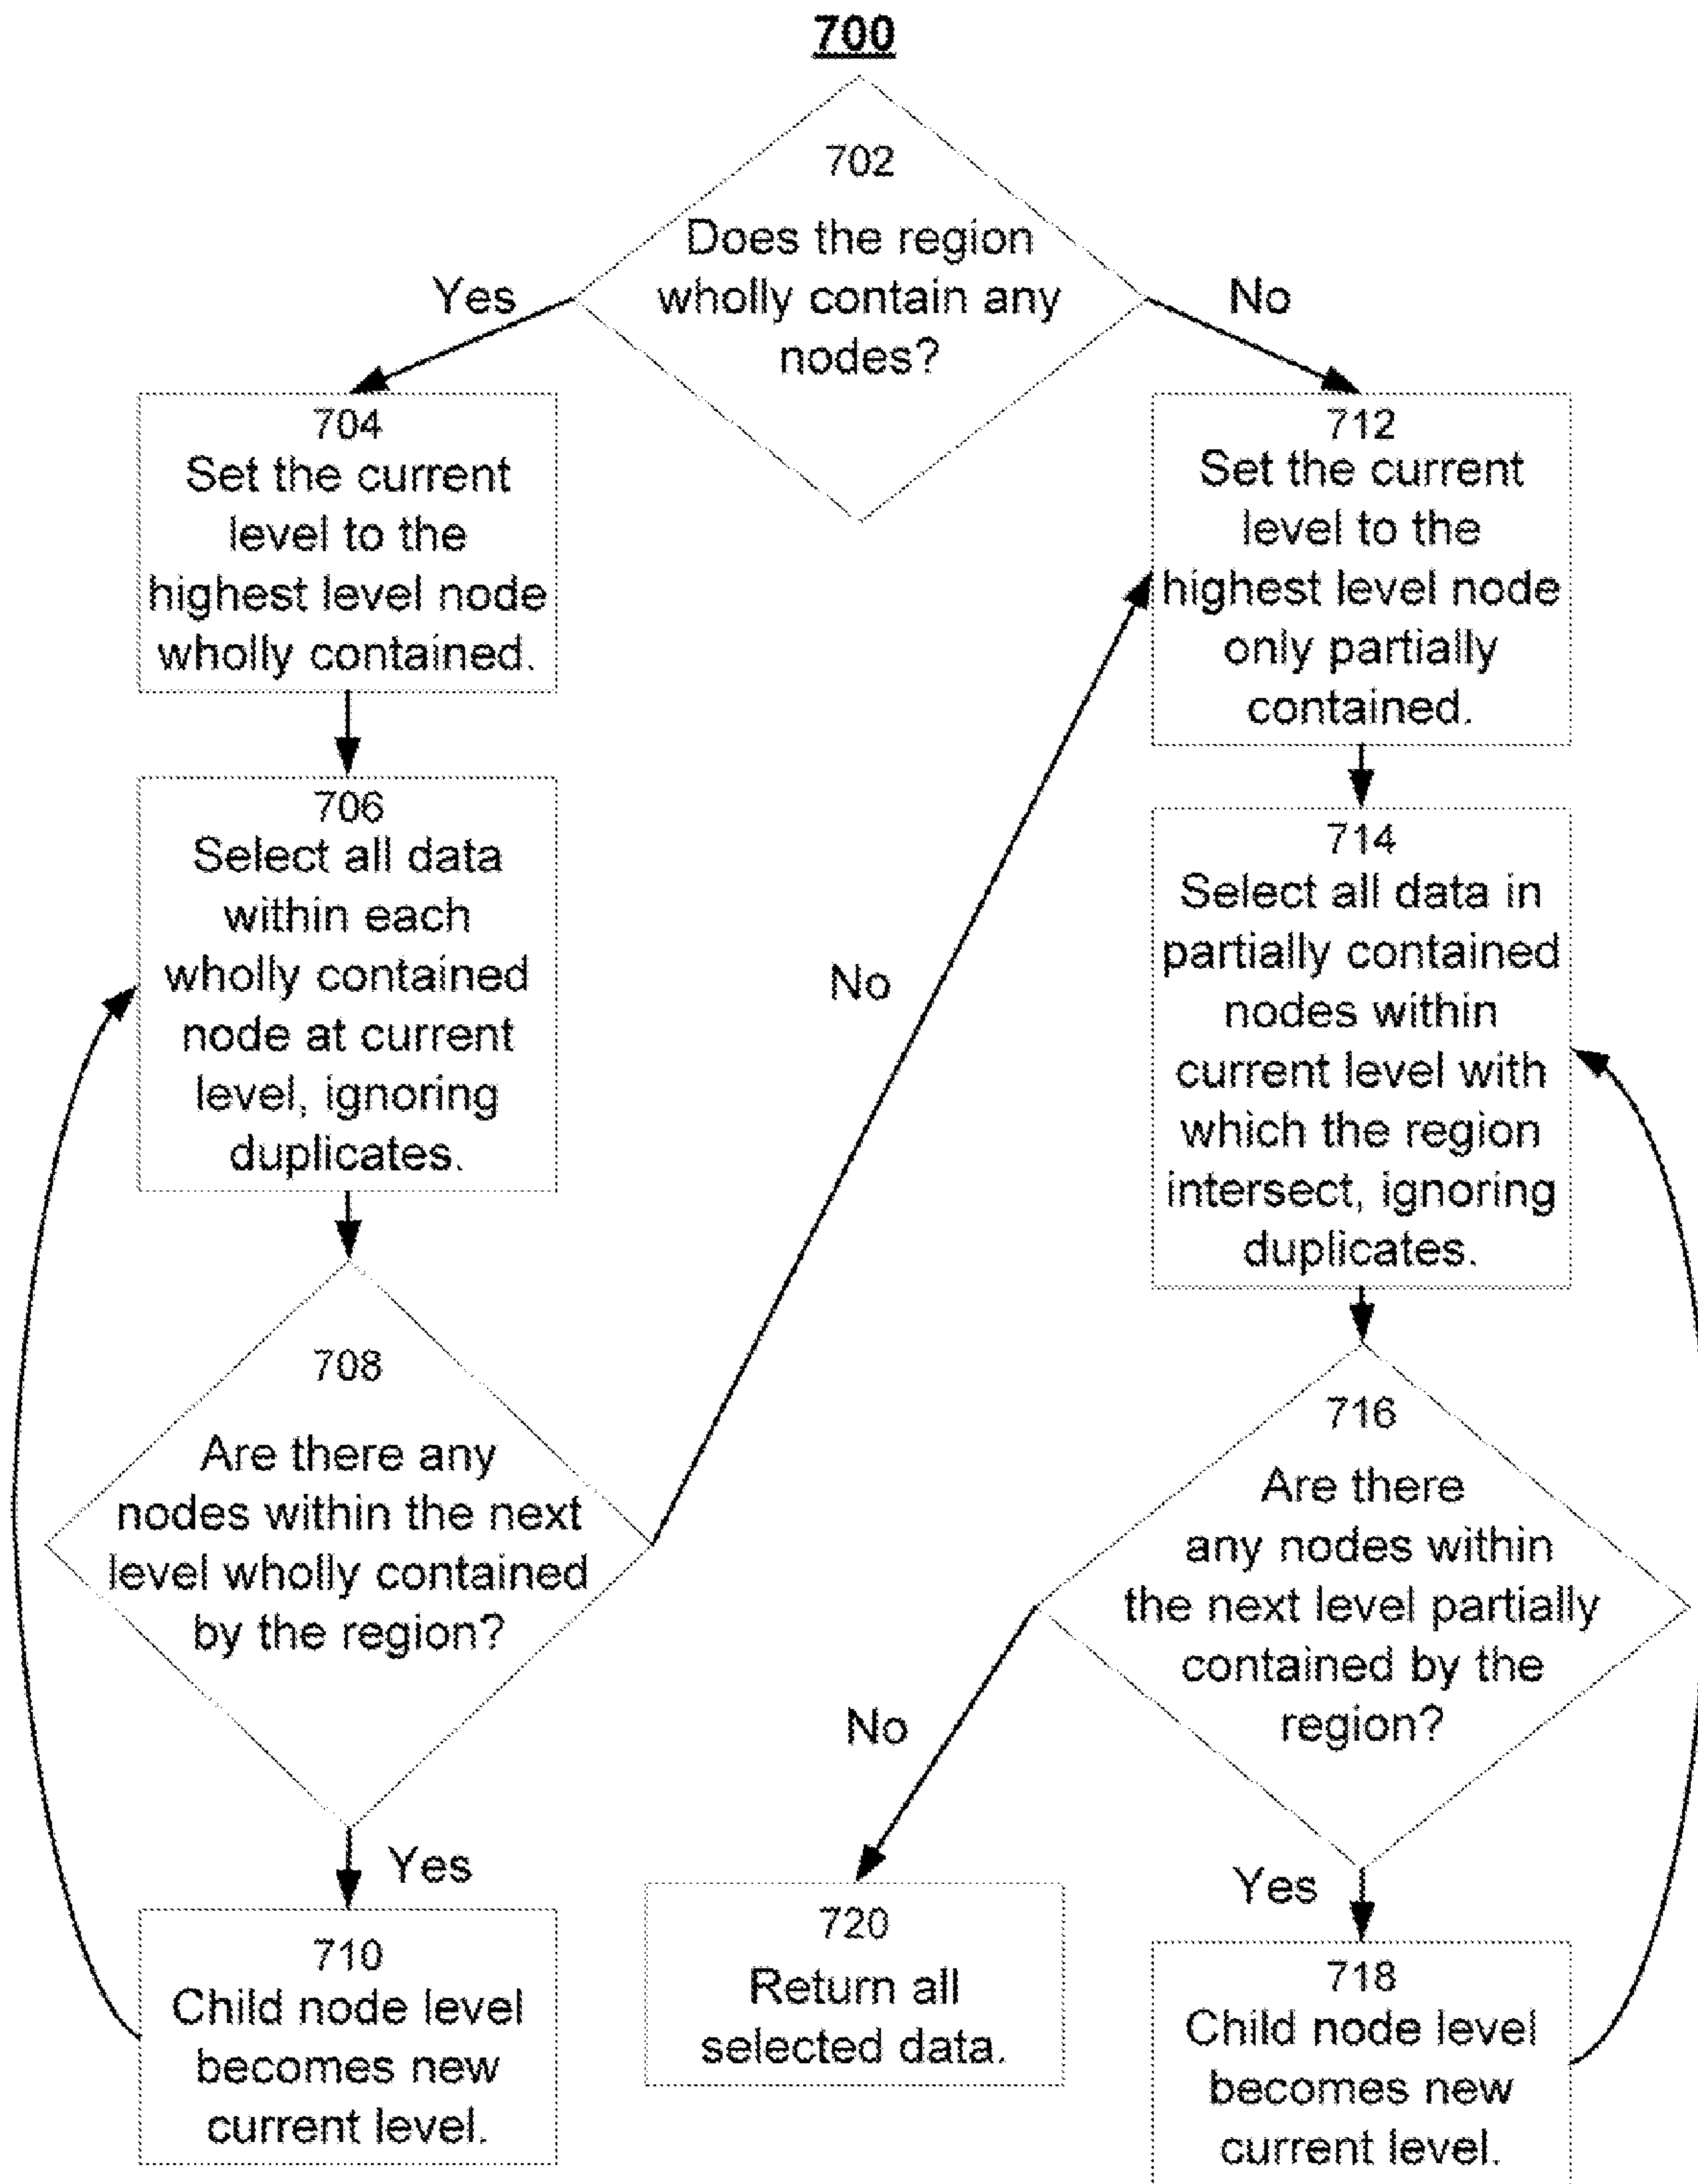 700
702
Does the region
wholly contain any
nodes?
Yes
No
704
Set the current
level to the
highest level node
wholly contained.
706
Select all data
within each
wholly contained
node at current
level, ignoring
duplicates.
708
Are there any
nodes within the next
level wholly contained
by the region?
No
Yes
710
Child node level
becomes new
current level.
712
Set the current
level to the
highest level node
only partially
contained.
714
Select all data in
partially contained
nodes within
current level with
which the region
intersect, ignoring
duplicates.
716
Are there
any nodes within
the next level partially
contained by the
region?
No
Yes
720
Return all
selected data.
718
Child node level
becomes new
current level.